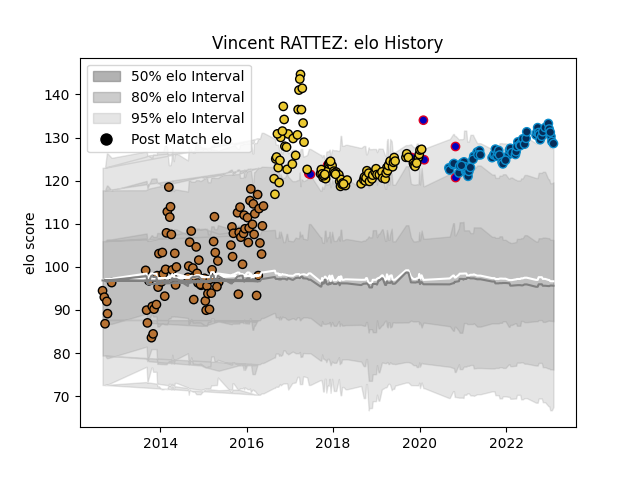 Vincent RATTEZ: elo History
50% elo Interval
80% elo Interval
95% elo Interval
Post Match elo
elo score
140
130
120
110
100
90
80
70
2014
2016
2018
2020
2022